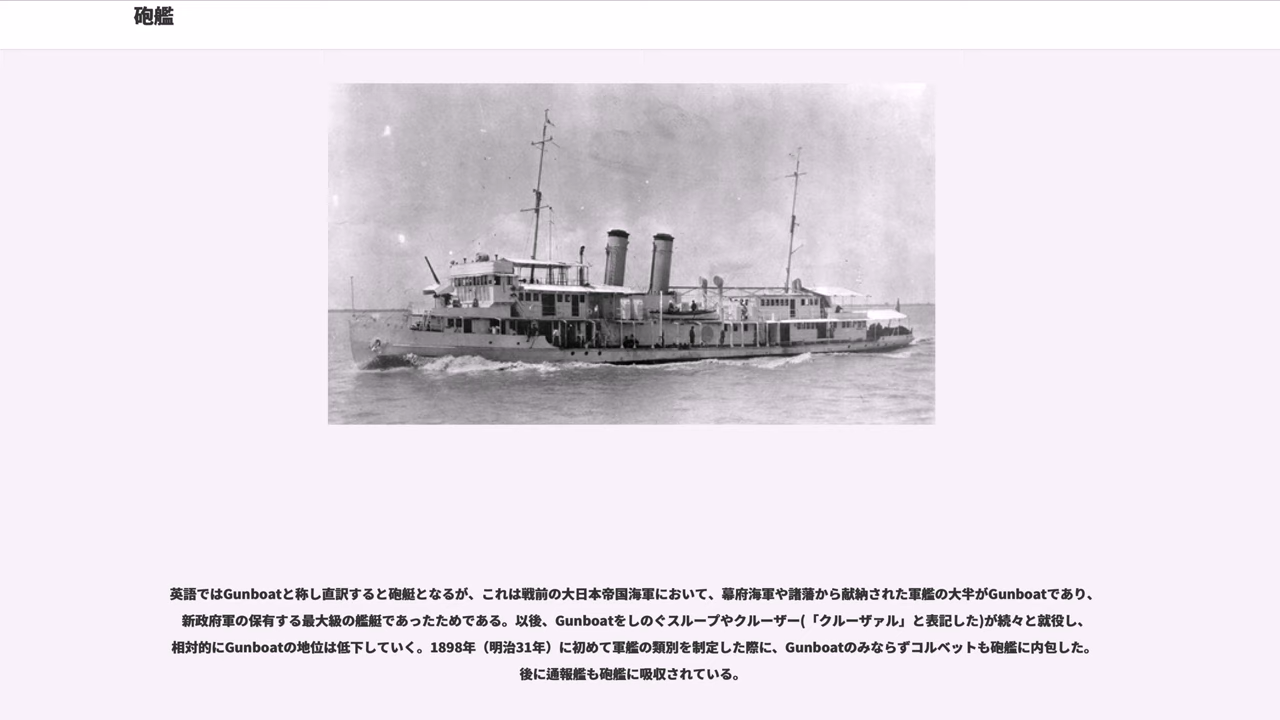 砲艦
英語ではGunboatと称し直訳すると砲艇となるが、これは戦前の大日本帝国海軍において、幕府海軍や諸藩から献納された軍艦の大半がGunboatであり、
新政府軍の保有する最大級の艦艇であったためである。以後、Gunboatをしのぐスループやクルーザー(「クルーザァル」と表記した)が続々と就役し、
相対的にGunboatの地位は低下していく。1898年（明治31年）に初めて軍艦の類別を制定した際に、Gunboatのみならずコルベットも砲艦に内包した。
後に通報艦も砲艦に吸収されている。